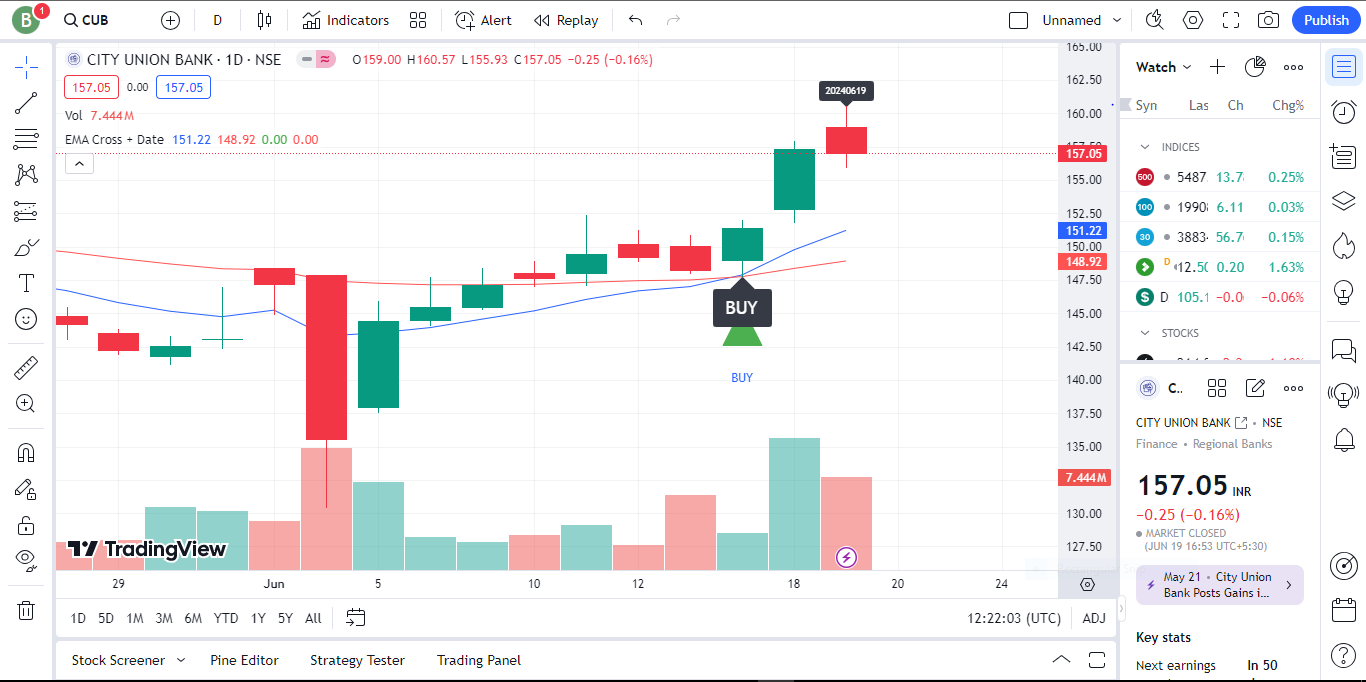 B 1 CUB D Indicators Alert Replay Unnamed Publish
CITY UNION BANK · 1D · NSE O159.00 H160.57 L155.93 C157.05 −0.25 (−0.16%)
157.05 0.00 157.05
Vol 7.444M
EMA Cross + Date 151.22 148.92 0.00 0.00
20240619
BUY
BUY
165.00
162.50
160.00
157.05
155.00
152.50
151.22
150.00
148.92
147.50
145.00
142.50
140.00
137.50
135.00
7.444M
130.00
127.50
TradingView
29 Jun 5 10 12 18 20 24
1D 5D 1M 3M 6M YTD 1Y 5Y All 12:22:03 (UTC) ADJ
Stock Screener Pine Editor Strategy Tester Trading Panel
Watch
Syn Las Ch Chg%
INDICES
500 5487 13.7 0.25%
100 1990 6.11 0.03%
30 3883 56.7 0.15%
D 12.50 0.20 1.63%
$ D 105.1 −0.0 −0.06%
STOCKS
C..
CITY UNION BANK • NSE
Finance • Regional Banks
157.05 INR
−0.25 (−0.16%)
MARKET CLOSED
(JUN 19 16:53 UTC+5:30)
May 21 • City Union
Bank Posts Gains i...
Key stats
Next earnings In 50